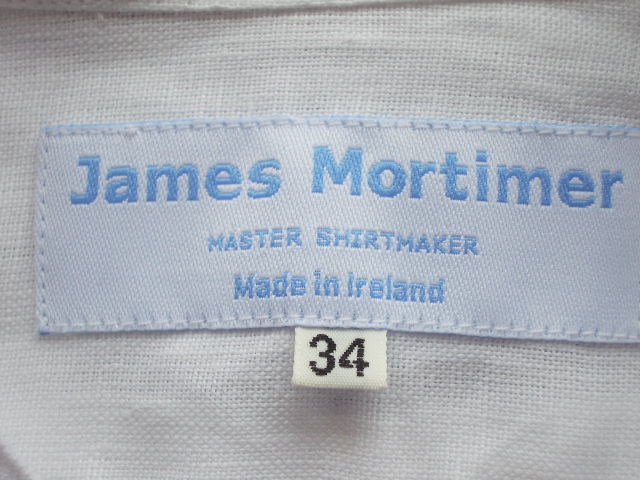 James Mortimer
MASTER SHIRTMAKER
Made in Ireland
34